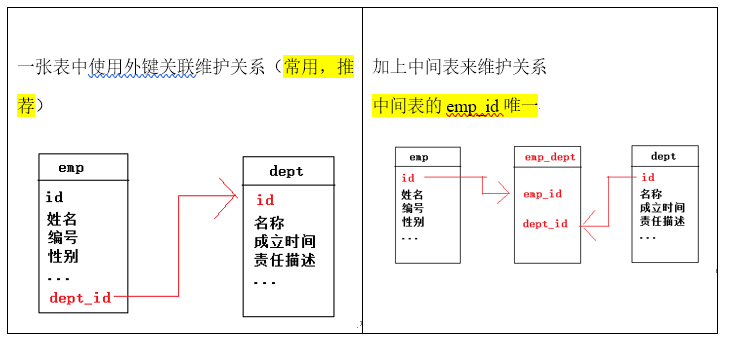 一张表中使用外键关联维护关系（常用，推
荐）
emp
id
姓名
编号
性别
...
dept_id
dept
id
名称
成立时间
责任描述
...
加上中间表来维护关系
中间表的 emp_id 唯一
emp
id
姓名
编号
性别
...
emp_dept
emp_id
dept_id
dept
id
名称
成立时间
责任描述
...